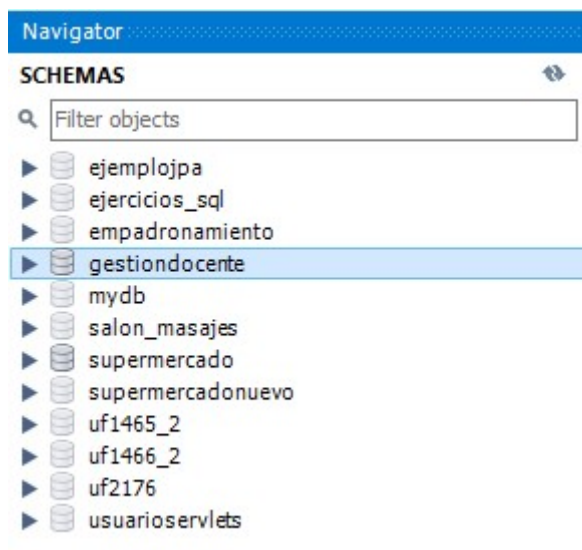 Navigator
SCHEMAS
Filter objects
ejemplojpa
ejercicios_sql
empadronamiento
gestiondocente
mydb
salon_masajes
supermercado
supermercadonuevo
uf1465_2
uf1466_2
uf2176
usuarioservlets